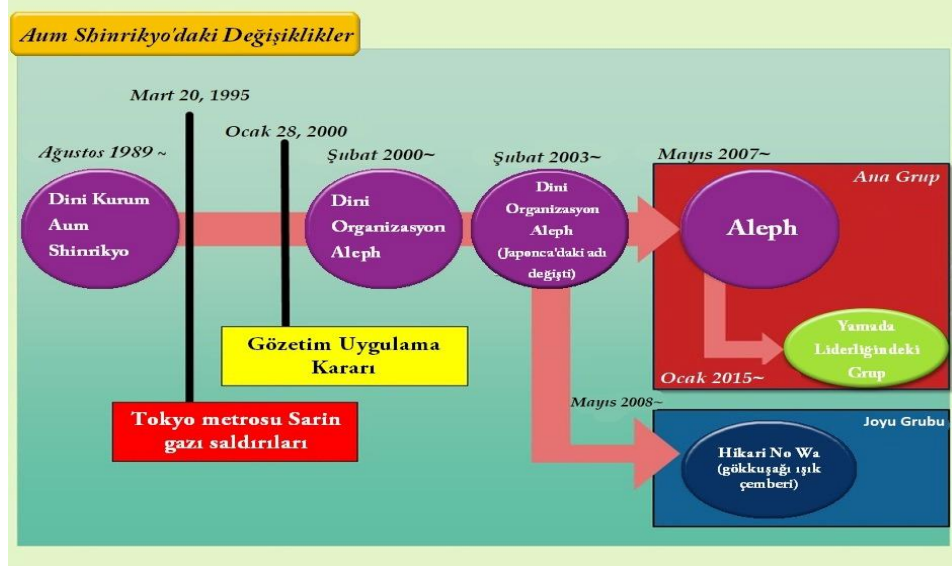 Aum Shinrikyo'daki Değişiklikler
Mart 20, 1995
Ocak 28, 2000
Ağustos 1989 ~
Şubat 2000~
Şubat 2003~
Mayıs 2007~
Ana Grup
Dini Kurum
Aum
Shinrikyo
Dini
Organizasyon
Aleph
Dini
Organizasyon
Aleph
(Japonca'daki adı
değişti)
Aleph
Yamada
Liderliğindeki
Grup
Ocak 2015~
Gözetim Uygulama
Kararı
Tokyo metrosu Sarin
gazı saldırıları
Mayıs 2008~
Joyu Grubu
Hikari No Wa
(gökkuşağı ışık
çemberi)